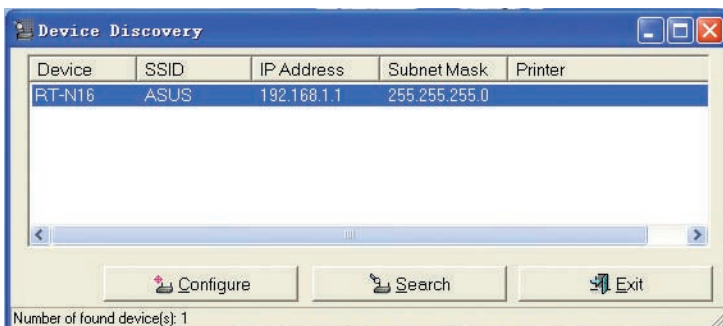 Device Discovery
Device SSID IP Address Subnet Mask Printer
RT-N16 ASUS 192.168.1.1 255.255.255.0
Configure Search Exit
Number of found device(s): 1